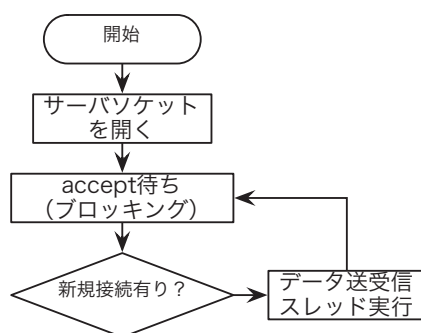 開始
サーバソケット
を開く
accept待ち
(ブロッキング)
新規接続有り?
データ送受信
スレッド実行